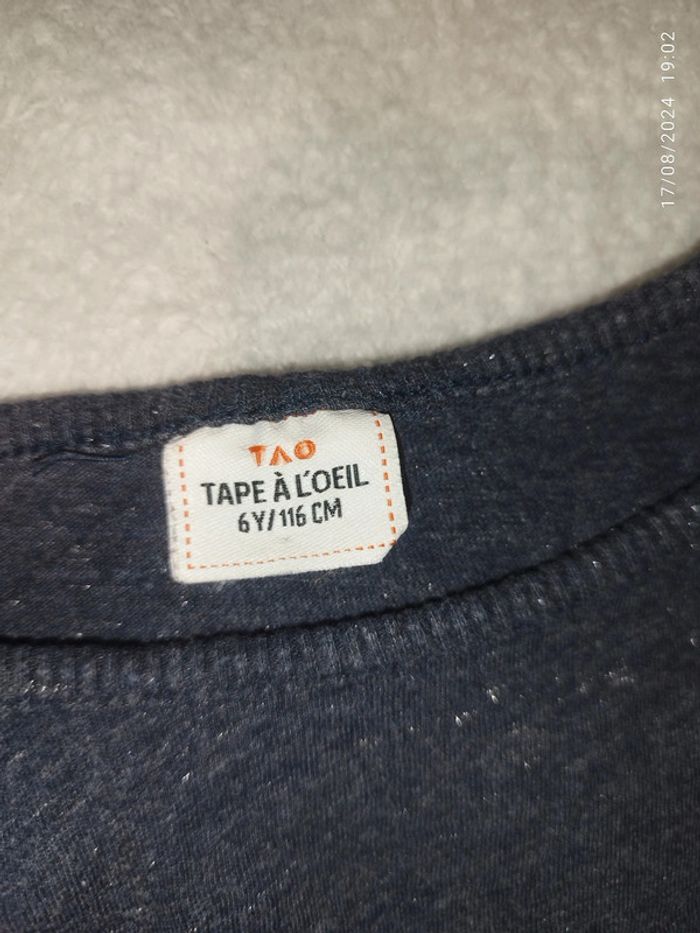 17/08/2024 19:02
TAO
TAPE À L'OEIL
6Y/116 CM